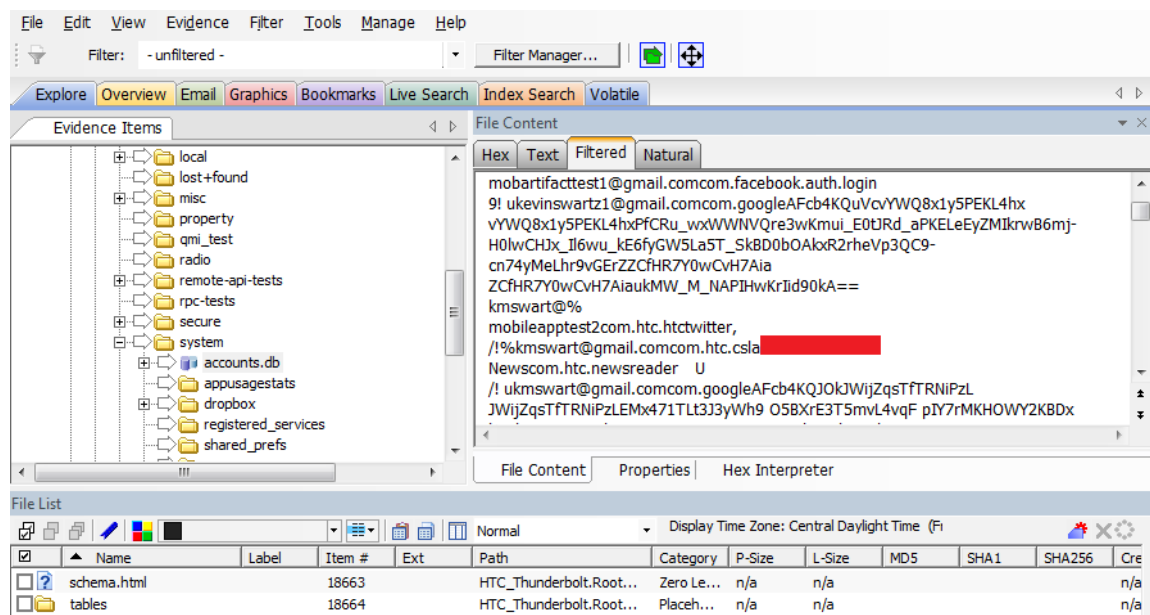 File Edit View Evidence Filter Tools Manage Help
Filter: - unfiltered - Filter Manager...
Explore Overview Email Graphics Bookmarks Live Search Index Search Volatile
Evidence Items
local
lost+found
misc
property
qmi_test
radio
remote-api-tests
rpc-tests
secure
system
accounts.db
appusagestats
dropbox
registered_services
shared_prefs
File Content
Hex Text Filtered Natural
mobartifacttest1@gmail.comcom.facebook.auth.login
9! ukevinswartz1@gmail.comcom.googleAFcb4KQuVcvYWQ8x1y5PEKL4hx
vYWQ8x1y5PEKL4hxPfCRu_wxWWNVQre3wKmui_E0tJRd_aPKELeEyZMIkrwB6mj-
H0lwCHJx_Il6wu_kE6fyGW5La5T_SkBD0bOAkxR2rheVp3QC9-
cn74yMeLhr9vGErZZCfHR7Y0wCvH7Aia
ZCfHR7Y0wCvH7AiaukMW_M_NAPIHwKrIid90kA==
kmswart@%
mobileapptest2com.htc.htctwitter,
/!%kmswart@gmail.comcom.htc.csla
Newscom.htc.newsreader U
/! ukmswart@gmail.comcom.googleAFcb4KQJOkJWijZqsTfTRNiPzL
JWijZqsTfTRNiPzLEMx471TLt3J3yWh9 O5BXrE3T5mvL4vqF pIY7rMKHOWY2KBDx
File Content Properties Hex Interpreter
File List
Normal Display Time Zone: Central Daylight Time (Fr
Name Label Item # Ext Path Category P-Size L-Size MD5 SHA1 SHA256 Cre
schema.html 18663 HTC_Thunderbolt.Root... Zero Le... n/a n/a n/a
tables 18664 HTC_Thunderbolt.Root... Placeh... n/a n/a n/a